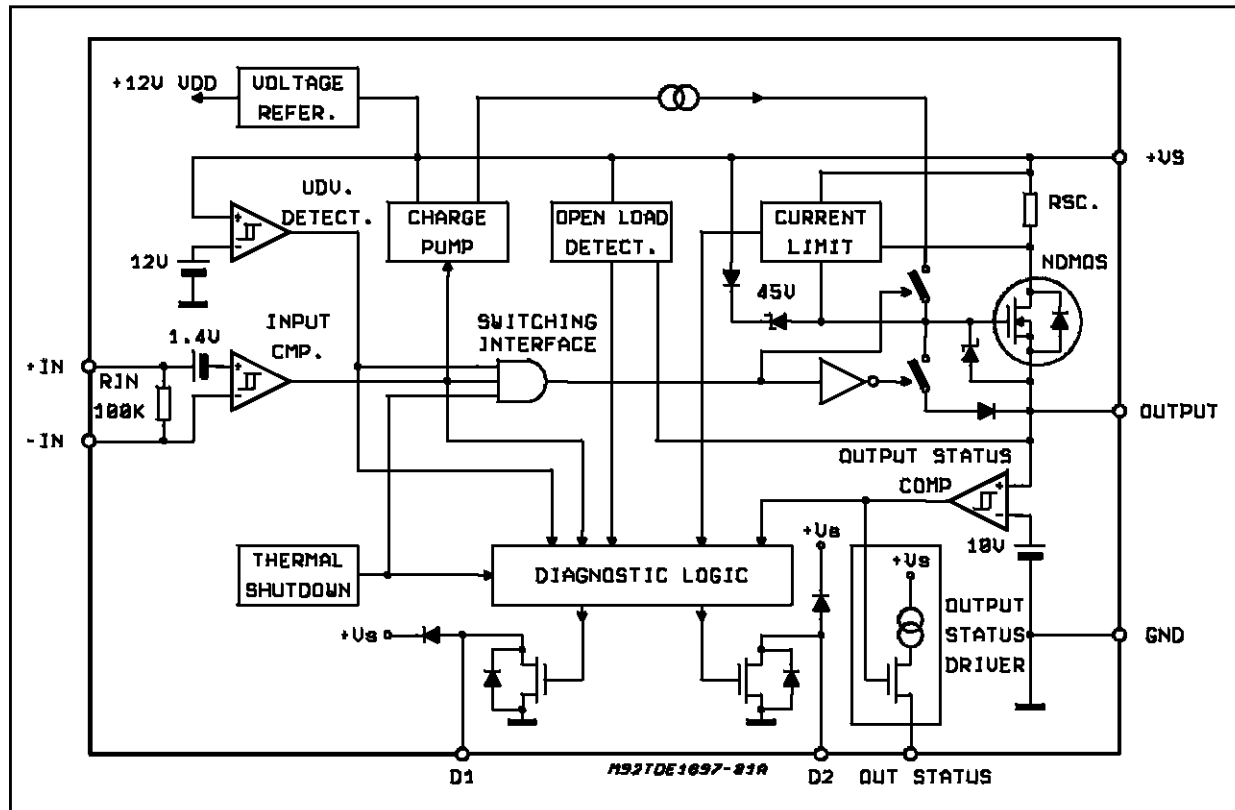 +12V VDD
VOLTAGE
REFER.
+VS
UDV.
DETECT.
CHARGE
PUMP
OPEN LOAD
DETECT.
CURRENT
LIMIT
RSC.
12V
45V
NDMOS
1.4V
INPUT
CMP.
SWITCHING
INTERFACE
+IN
RIN
100K
-IN
OUTPUT
OUTPUT STATUS
COMP
10V
+Vs
+Vs
THERMAL
SHUTDOWN
DIAGNOSTIC LOGIC
OUTPUT
STATUS
DRIVER
+Vs
GND
D1
M92TDE1897-01A
D2
OUT STATUS